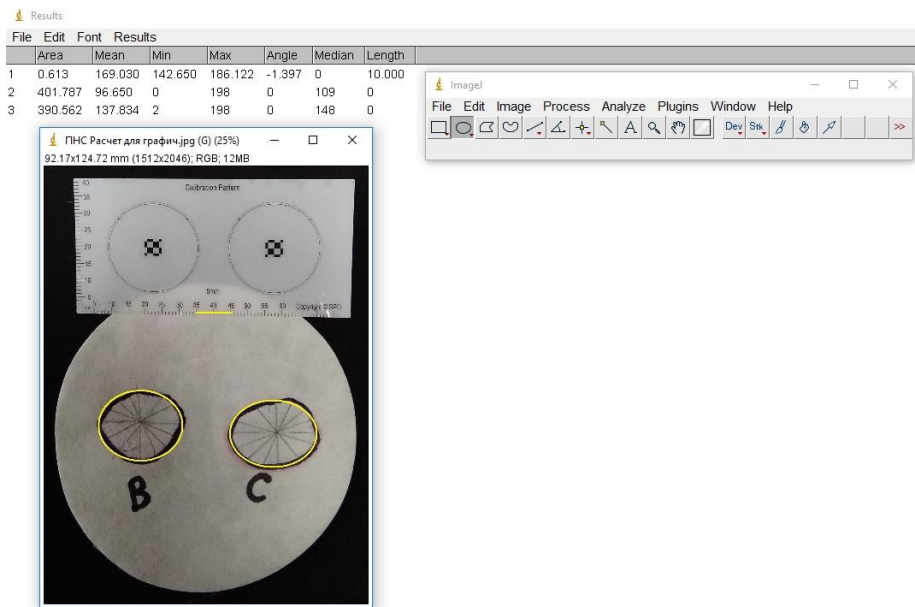 Results
File Edit Font Results
Area Mean Min Max Angle Median Length
1 0.613 169.030 142.650 186.122 -1.397 0 10.000
2 401.787 96.650 0 198 0 109 0
3 390.562 137.834 2 198 0 148 0
ImageJ
File Edit Image Process Analyze Plugins Window Help
A Dev Stk >>
ПНС Расчет для графич.jpg (G) (25%)
92.17x124.72 mm (1512x2046); RGB; 12MB
Calibration Pattern
B C